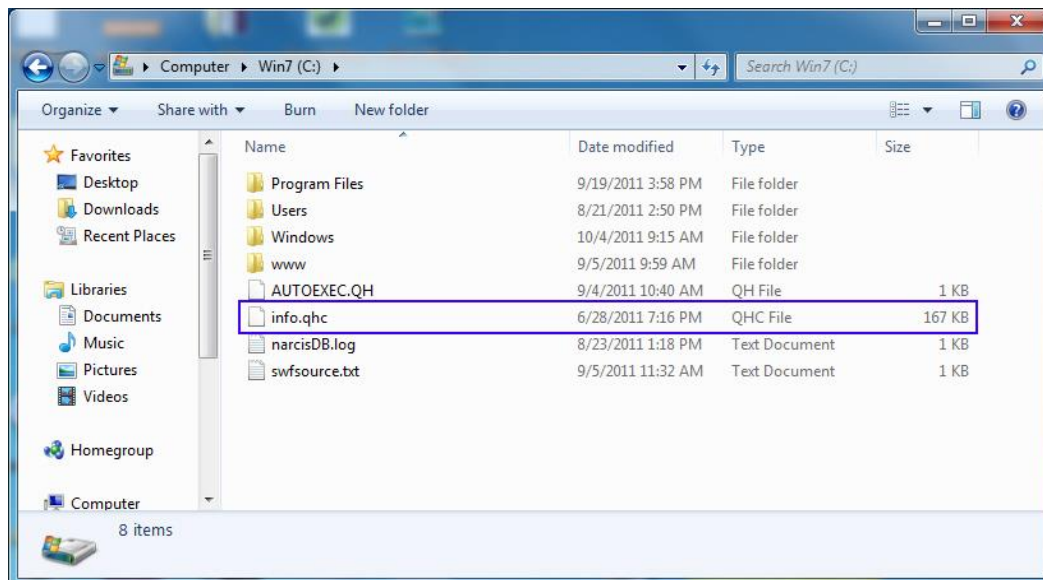 Computer Win7 (C:) Search Win7 (C:)
Organize Share with Burn New folder
Favorites
Desktop
Downloads
Recent Places
Libraries
Documents
Music
Pictures
Videos
Homegroup
Computer
Name Date modified Type Size
Program Files 9/19/2011 3:58 PM File folder
Users 8/21/2011 2:50 PM File folder
Windows 10/4/2011 9:15 AM File folder
www 9/5/2011 9:59 AM File folder
AUTOEXEC.QH 9/4/2011 10:40 AM QH File 1 KB
info.qhc 6/28/2011 7:16 PM QHC File 167 KB
narcisDB.log 8/23/2011 1:18 PM Text Document 1 KB
swfsource.txt 9/5/2011 11:32 AM Text Document 1 KB
8 items